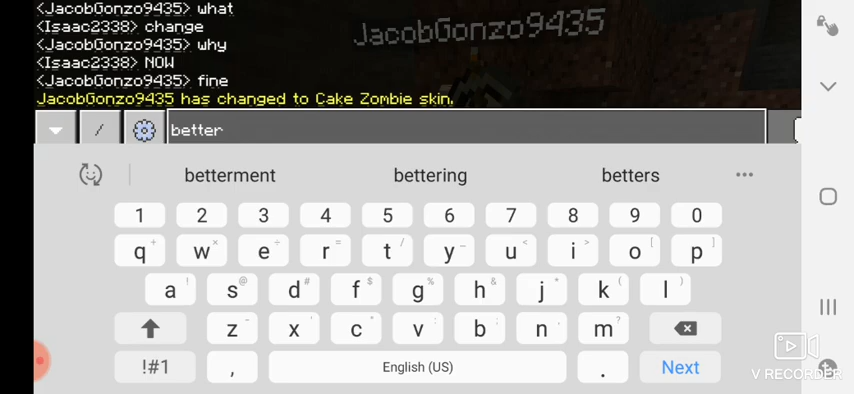 <JacobGonzo9435> what
<Isaac2338> change
JacobGonzo9435
<JacobGonzo9435> why
<Isaac2338> NOW
<JacobGonzo9435> fine
JacobGonzo9435 has changed to Cake Zombie skin.
/ better
betterment bettering betters ...
1 2 3 4 5 6 7 8 9 0
q + w × e ÷ r = t / y _ u < i > o [ p ]
a ! s @ d # f $ g % h & j * k ( l )
z - x ' c " v : b ; n , m ?
!#1 , English (US) . Next
V RECORDER